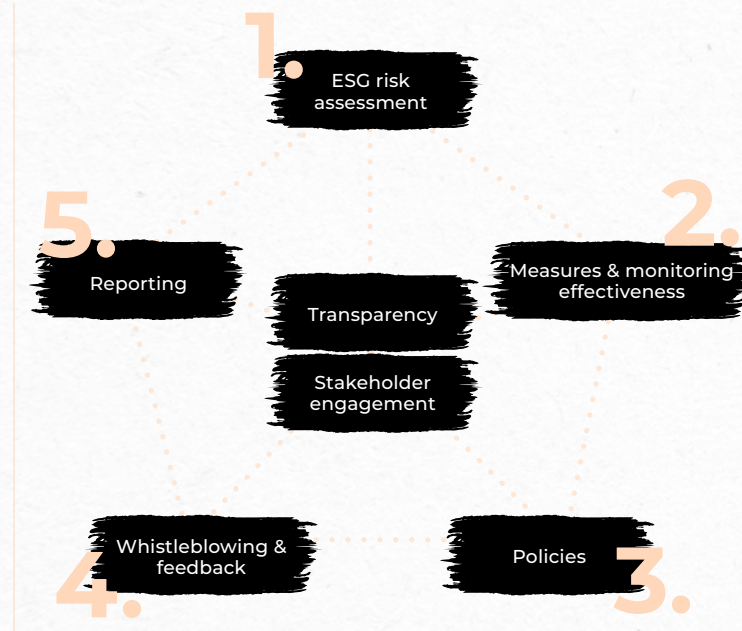 1.
ESG risk
assessment
2.
Measures & monitoring
effectiveness
3.
Policies
4.
Whistleblowing &
feedback
5.
Reporting
Transparency
Stakeholder
engagement